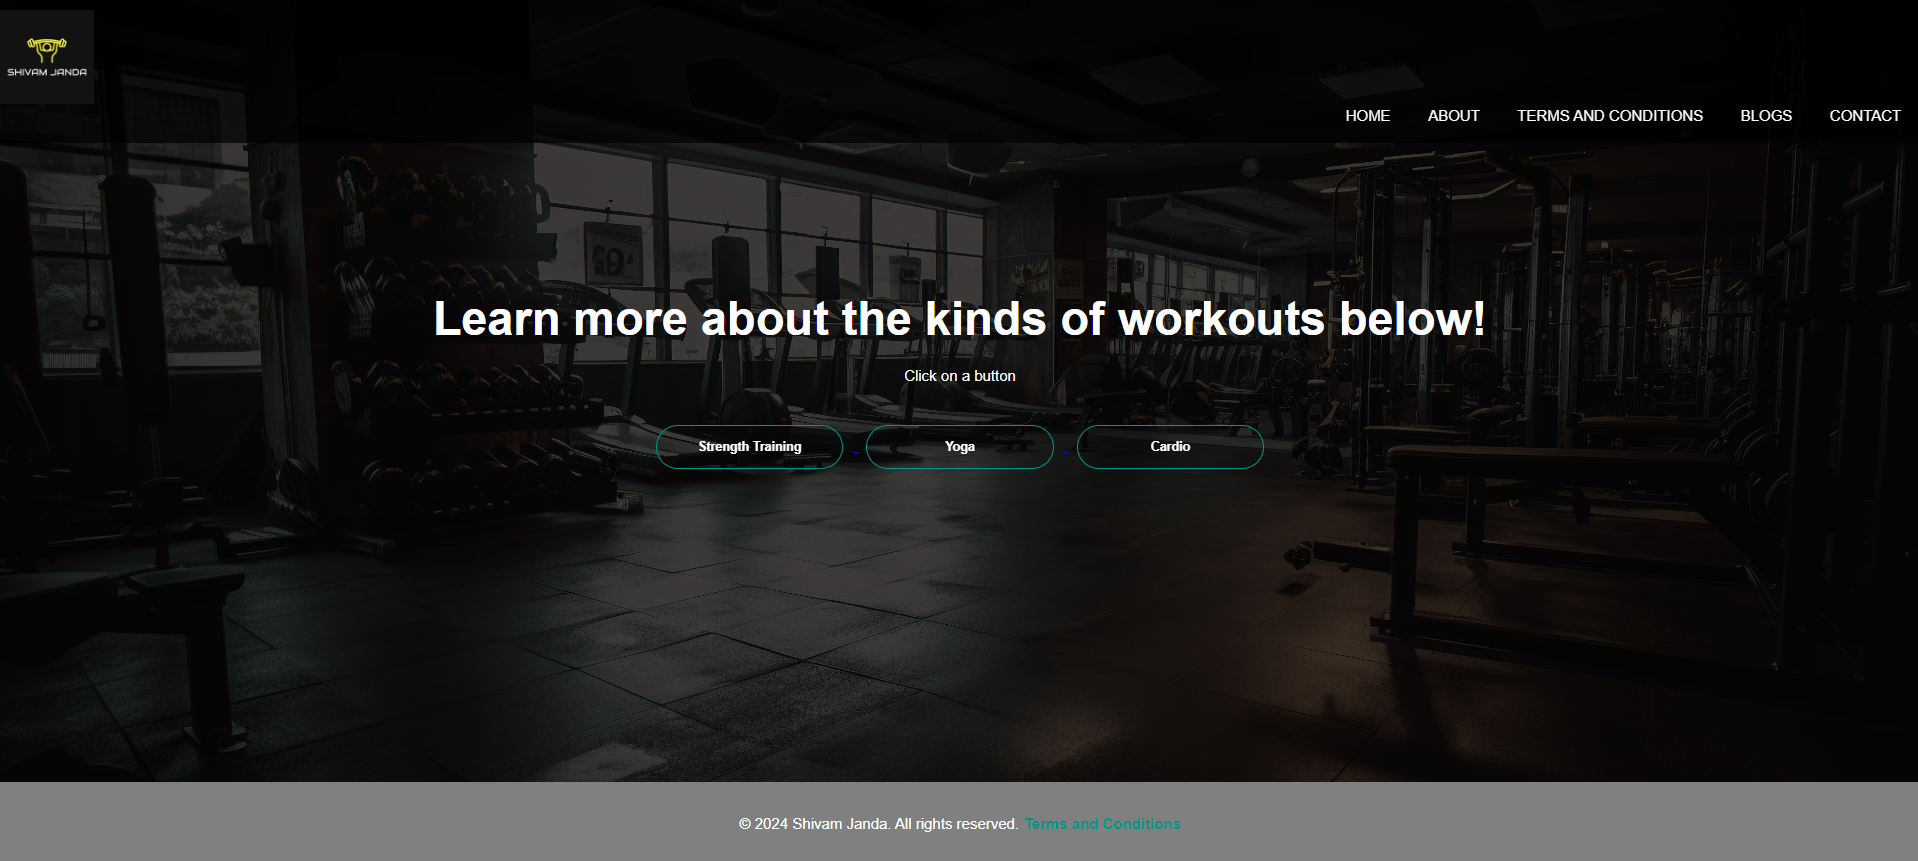 SHIVAM JANDA
HOME ABOUT TERMS AND CONDITIONS BLOGS CONTACT
Learn more about the kinds of workouts below!
Click on a button
Strength Training Yoga Cardio
© 2024 Shivam Janda. All rights reserved. Terms and Conditions